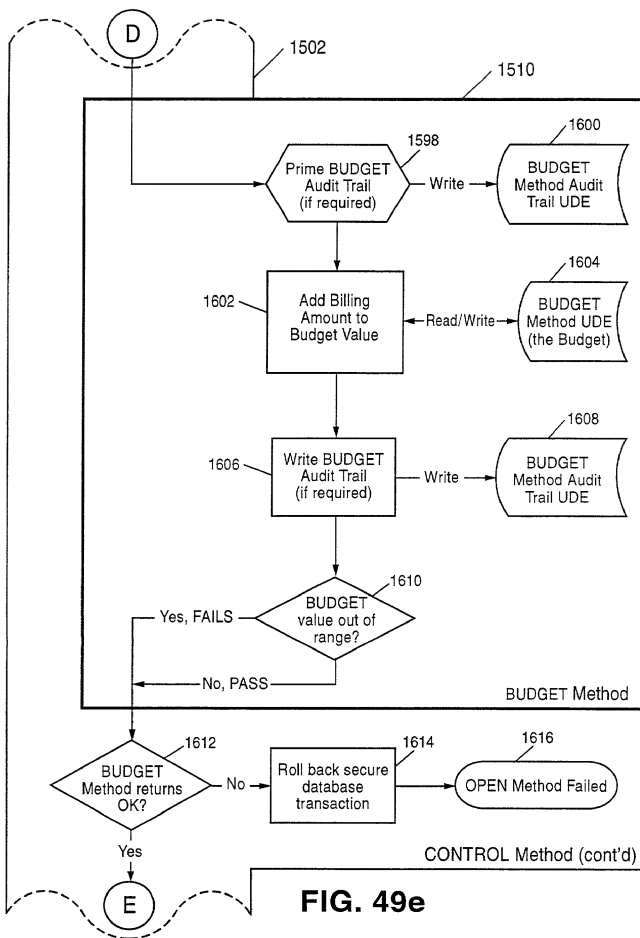 D
1502
1510
1598
1600
Prime BUDGET
Audit Trail
(if required)
Write
BUDGET
Method Audit
Trail UDE
1602
Add Billing
Amount to
Budget Value
Read/Write
1604
BUDGET
Method UDE
(the Budget)
1606
Write BUDGET
Audit Trail
(if required)
Write
1608
BUDGET
Method Audit
Trail UDE
1610
BUDGET
value out of
range?
Yes, FAILS
No, PASS
BUDGET Method
1612
BUDGET
Method returns
OK?
No
1614
Roll back secure
database
transaction
1616
OPEN Method Failed
Yes
CONTROL Method (cont'd)
E
FIG. 49e